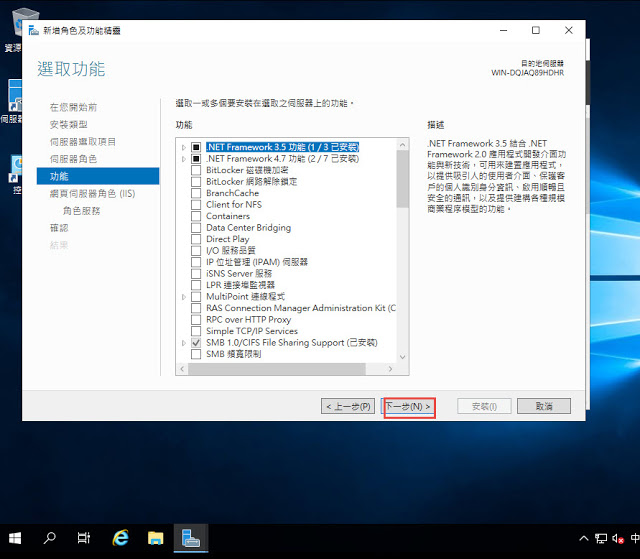 資源
伺服器
控
新增角色及功能精靈
選取功能
目的地伺服器
WIN-DQJAQ89HDHR
在您開始前
安裝類型
伺服器選取項目
伺服器角色
功能
網頁伺服器角色 (IIS)
角色服務
確認
結果
選取一或多個要安裝在選取之伺服器上的功能。
功能
.NET Framework 3.5 功能 (1 / 3 已安裝)
.NET Framework 4.7 功能 (2 / 7 已安裝)
BitLocker 磁碟機加密
BitLocker 網路解除鎖定
BranchCache
Client for NFS
Containers
Data Center Bridging
Direct Play
I/O 服務品質
IP 位址管理 (IPAM) 伺服器
iSNS Server 服務
LPR 連接埠監視器
MultiPoint 連線程式
RAS Connection Manager Administration Kit (C
RPC over HTTP Proxy
Simple TCP/IP Services
SMB 1.0/CIFS File Sharing Support (已安裝)
SMB 頻寬限制
描述
.NET Framework 3.5 結合 .NET
Framework 2.0 應用程式開發介面功
能與新技術，可用來建置應用程式，
以提供吸引人的使用者介面、保護客
戶的個人識別身分資訊、啟用順暢且
安全的通訊，以及提供建構各種規模
商業程序模型的功能。
< 上一步(P)
下一步(N) >
安裝(I)
取消
中